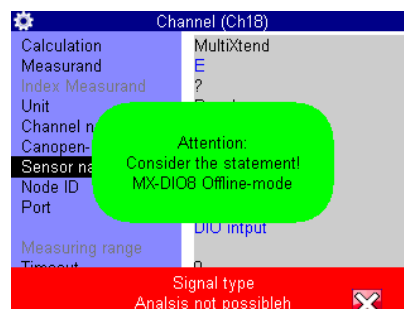 Channel (Ch18)
Calculation MultiXtend
Measurand E
Index Measurand ?
Unit
Channel n
Canopen-
Sensor na
Node ID
Port
Attention:
Consider the statement!
MX-DIO8 Offline-mode
DIO intput
Measuring range
Timeout 0
Signal type
Analsis not possibleh